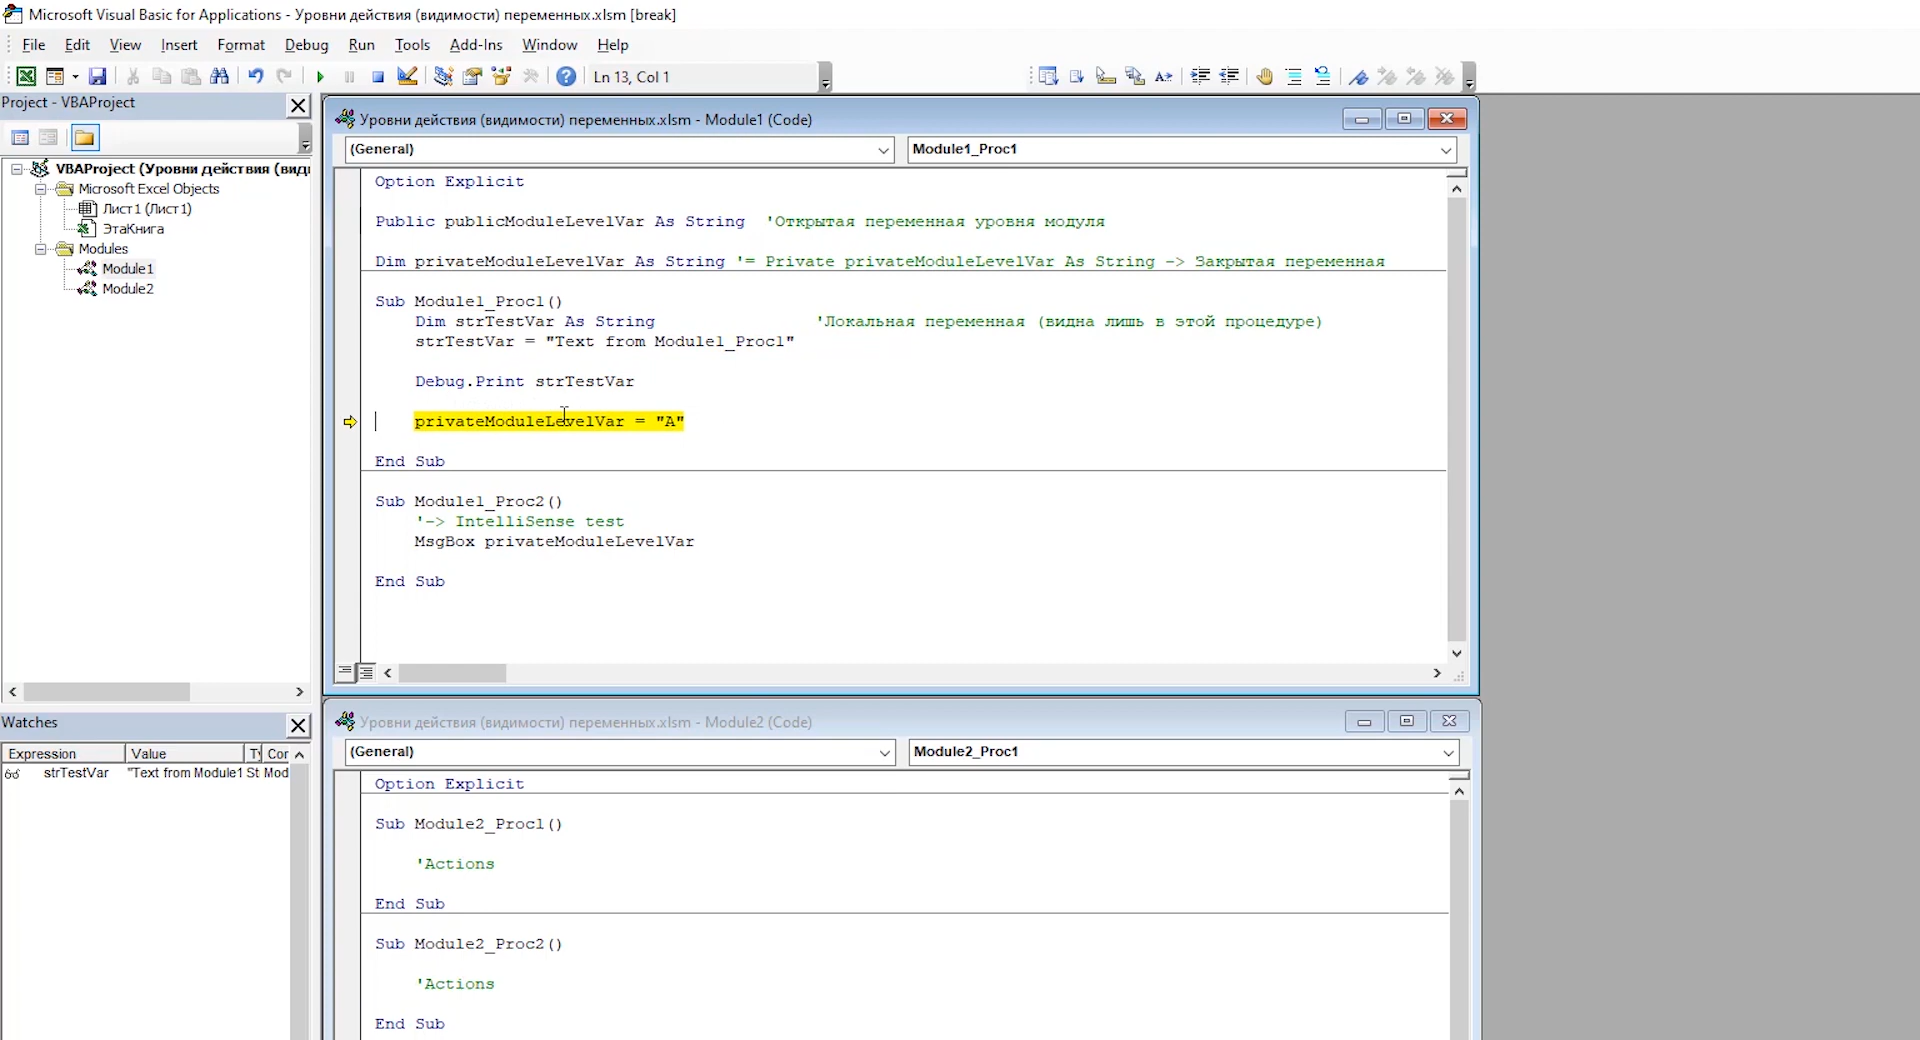 Microsoft Visual Basic for Applications - Уровни действия (видимости) переменных.xlsm [break]
File Edit View Insert Format Debug Run Tools Add-Ins Window Help
Ln 13, Col 1
Project - VBAProject
VBAProject (Уровни действия (вид
Microsoft Excel Objects
Лист1 (Лист1)
ЭтаКнига
Modules
Module1
Module2
Уровни действия (видимости) переменных.xlsm - Module1 (Code)
(General) Module1_Proc1
Option Explicit
Public publicModuleLevelVar As String 'Открытая переменная уровня модуля
Dim privateModuleLevelVar As String '= Private privateModuleLevelVar As String -> Закрытая переменная
Sub Module1_Proc1()
Dim strTestVar As String 'Локальная переменная (видна лишь в этой процедуре)
strTestVar = "Text from Module1_Proc1"
Debug.Print strTestVar
privateModuleLevelVar = "A"
End Sub
Sub Module1_Proc2()
'-> IntelliSense test
MsgBox privateModuleLevelVar
End Sub
Watches
Expression Value Ty Cor
strTestVar "Text from Module1 St Mod
Уровни действия (видимости) переменных.xlsm - Module2 (Code)
(General) Module2_Proc1
Option Explicit
Sub Module2_Proc1()
'Actions
End Sub
Sub Module2_Proc2()
'Actions
End Sub